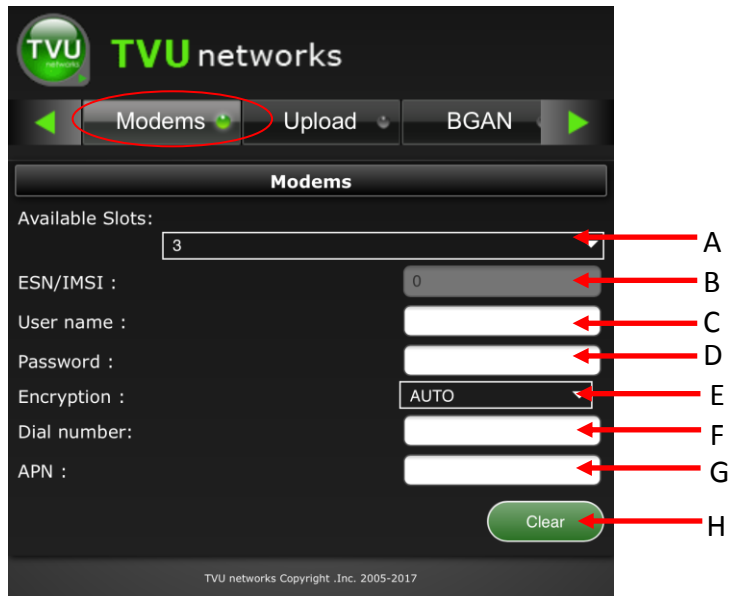 TVU networks
TVU networks
Modems Upload BGAN
Modems
Available Slots:
3
A
ESN/IMSI : 0 B
User name : C
Password : D
Encryption : AUTO E
Dial number: F
APN : G
Clear H
TVU networks Copyright .Inc. 2005-2017